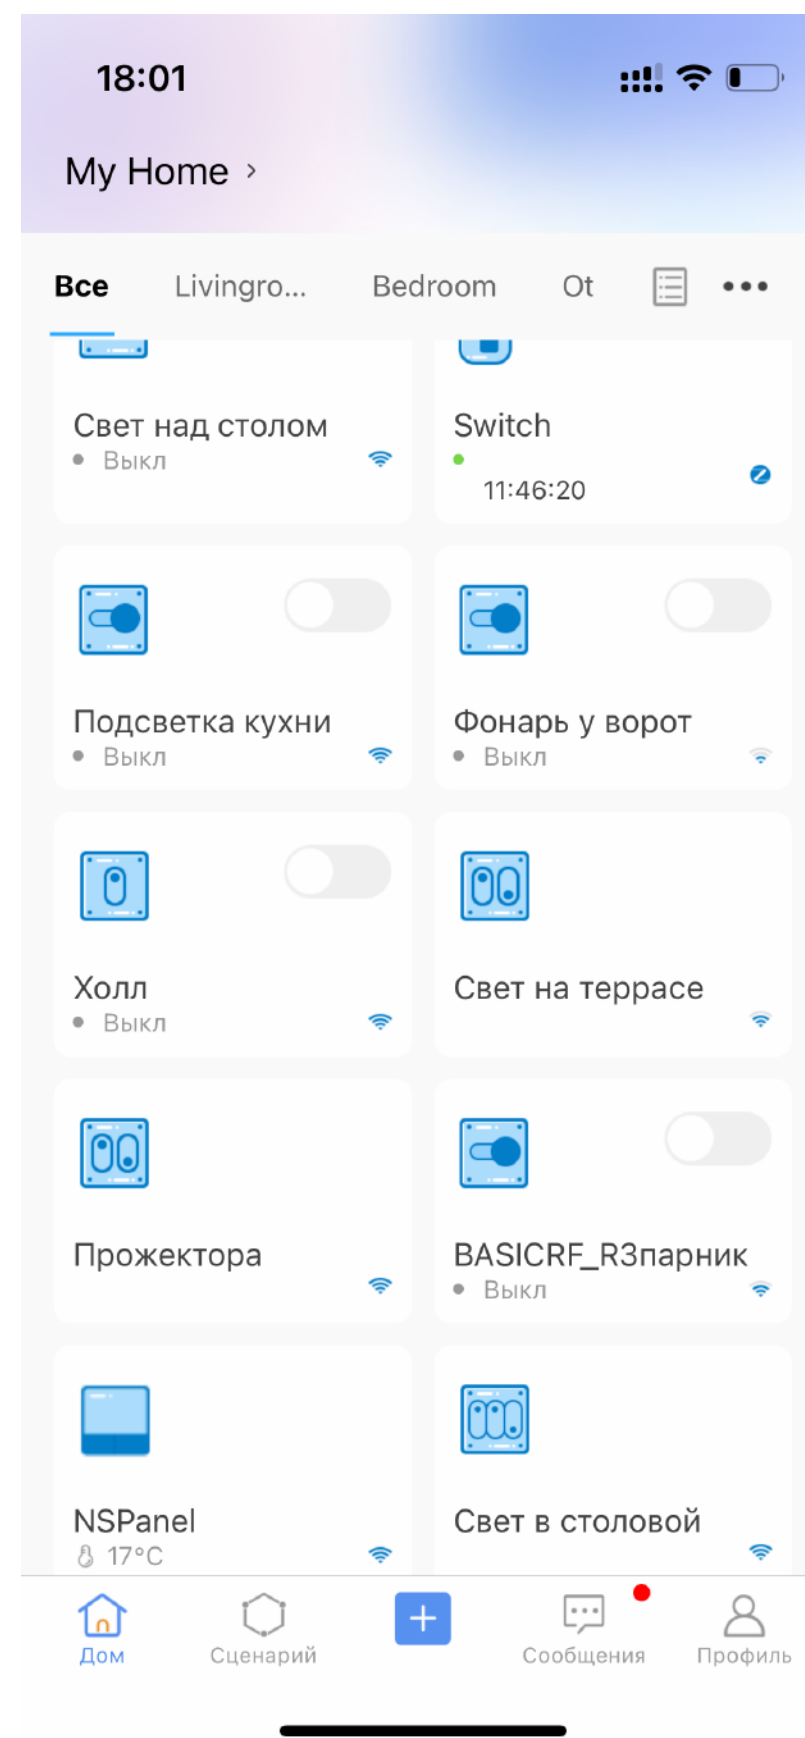 18:01
My Home
Все Livingro... Bedroom Ot
Свет над столом
Выкл
Switch
11:46:20
Подсветка кухни
Выкл
Фонарь у ворот
Выкл
Холл
Выкл
Свет на террасе
Прожектора
BASICRF_R3парник
Выкл
NSPanel
17°C
Свет в столовой
Дом Сценарий Сообщения Профиль